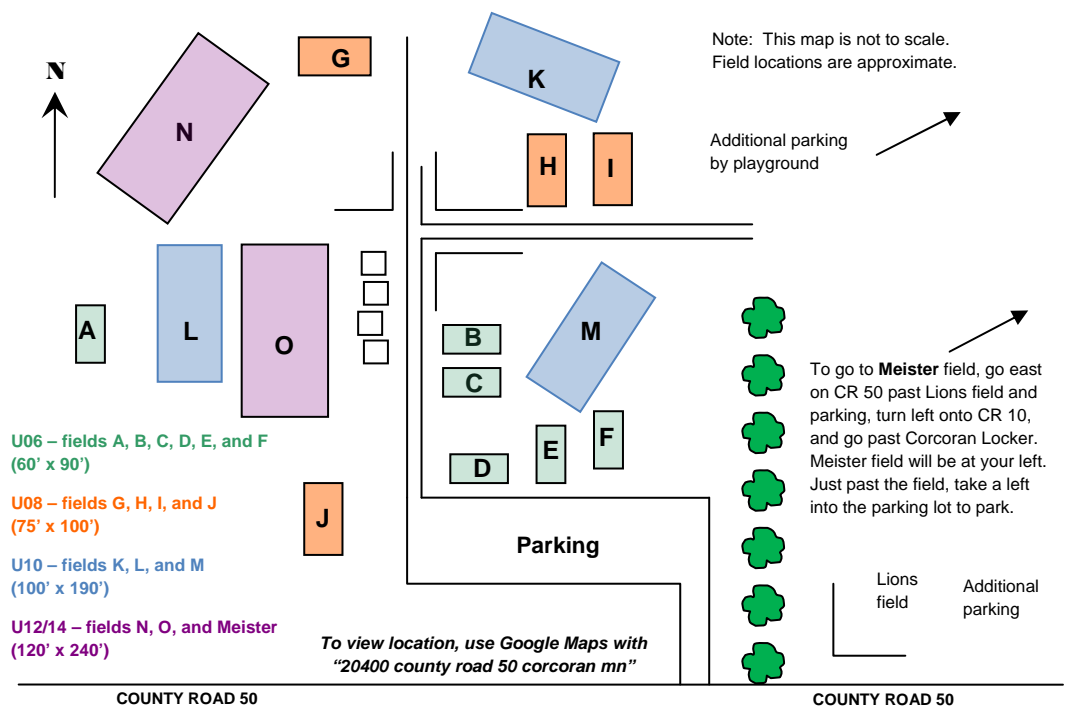 N
G
K
N
H
I
Note:  This map is not to scale.
Field locations are approximate.
Additional parking
by playground
A
L
O
B
C
M
D
E
F
J
To go to Meister field, go east
on CR 50 past Lions field and
parking, turn left onto CR 10,
and go past Corcoran Locker.
Meister field will be at your left.
Just past the field, take a left
into the parking lot to park.
U06 – fields A, B, C, D, E, and F
(60’ x 90’)
U08 – fields G, H, I, and J
(75’ x 100’)
U10 – fields K, L, and M
(100’ x 190’)
U12/14 – fields N, O, and Meister
(120’ x 240’)
Parking
Lions
field
Additional
parking
To view location, use Google Maps with
“20400 county road 50 corcoran mn”
COUNTY ROAD 50
COUNTY ROAD 50